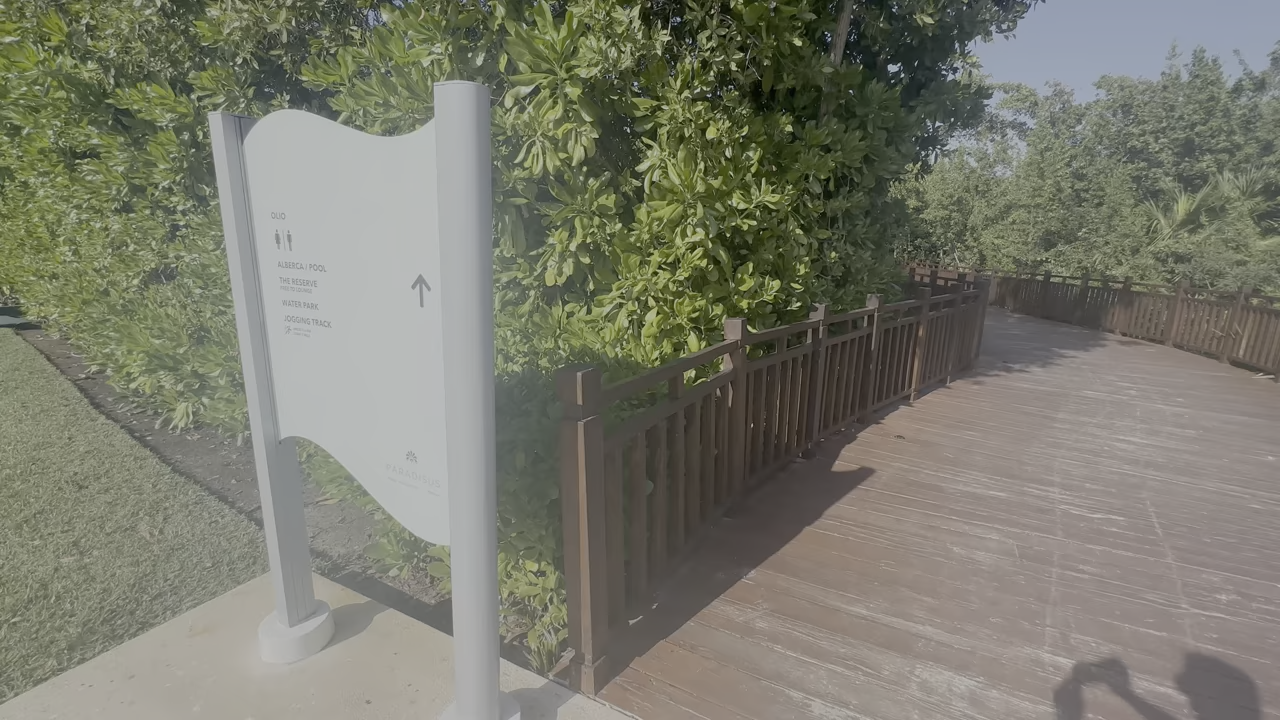 OLIO
ALBERCA / POOL
THE RESERVE
WATER PARK
JOGGING TRACK
PARADISUS